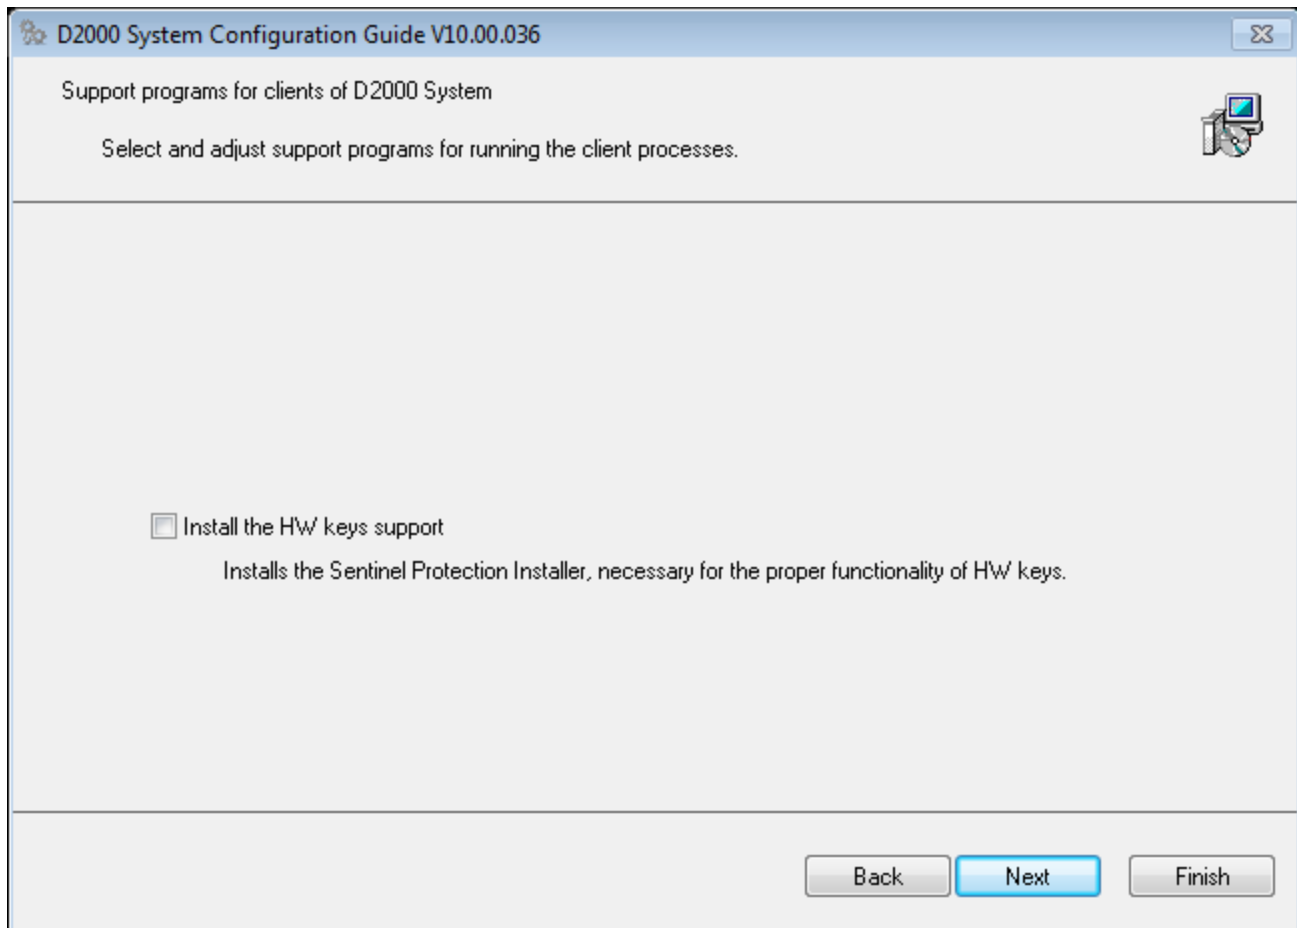 D2000 System Configuration Guide V10.00.036
Support programs for clients of D2000 System
Select and adjust support programs for running the client processes.
Install the HW keys support
Installs the Sentinel Protection Installer, necessary for the proper functionality of HW keys.
Back Next Finish